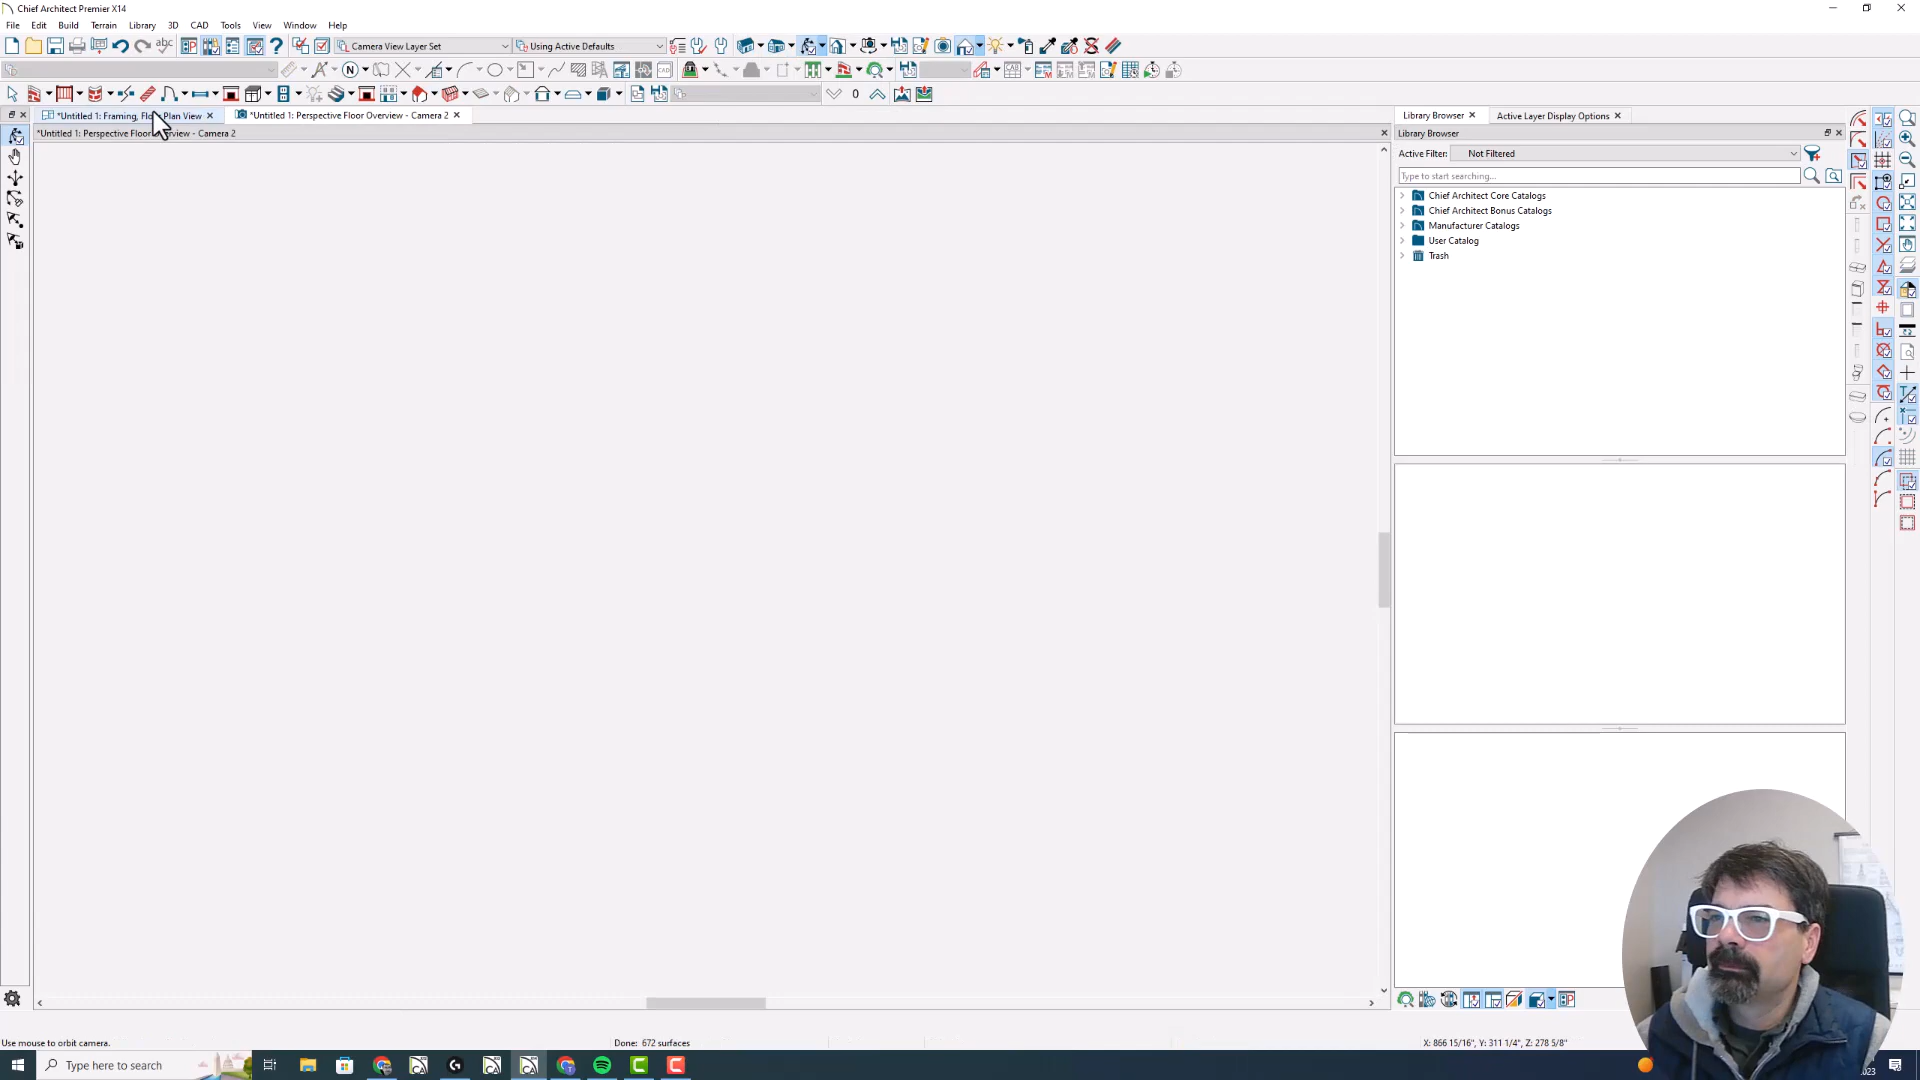 Chief Architect Premier X14
File Edit Build Terrain Library 3D CAD Tools View Window Help
Camera View Layer Set
Using Active Defaults
*Untitled 1: Framing,
Plan View
*Untitled 1: Perspective Floor Overview - Camera 2
*Untitled 1: Perspective Floor Overview - Camera 2
Library Browser
Active Layer Display Options
Library Browser
Active Filter: Not Filtered
Type to start searching...
Chief Architect Core Catalogs
Chief Architect Bonus Catalogs
Manufacturer Catalogs
User Catalog
Trash
0
Use mouse to orbit camera.
Done: 672 surfaces
X: 866 15/16", Y: 311 1/4", Z: 278 5/8"
Type here to search